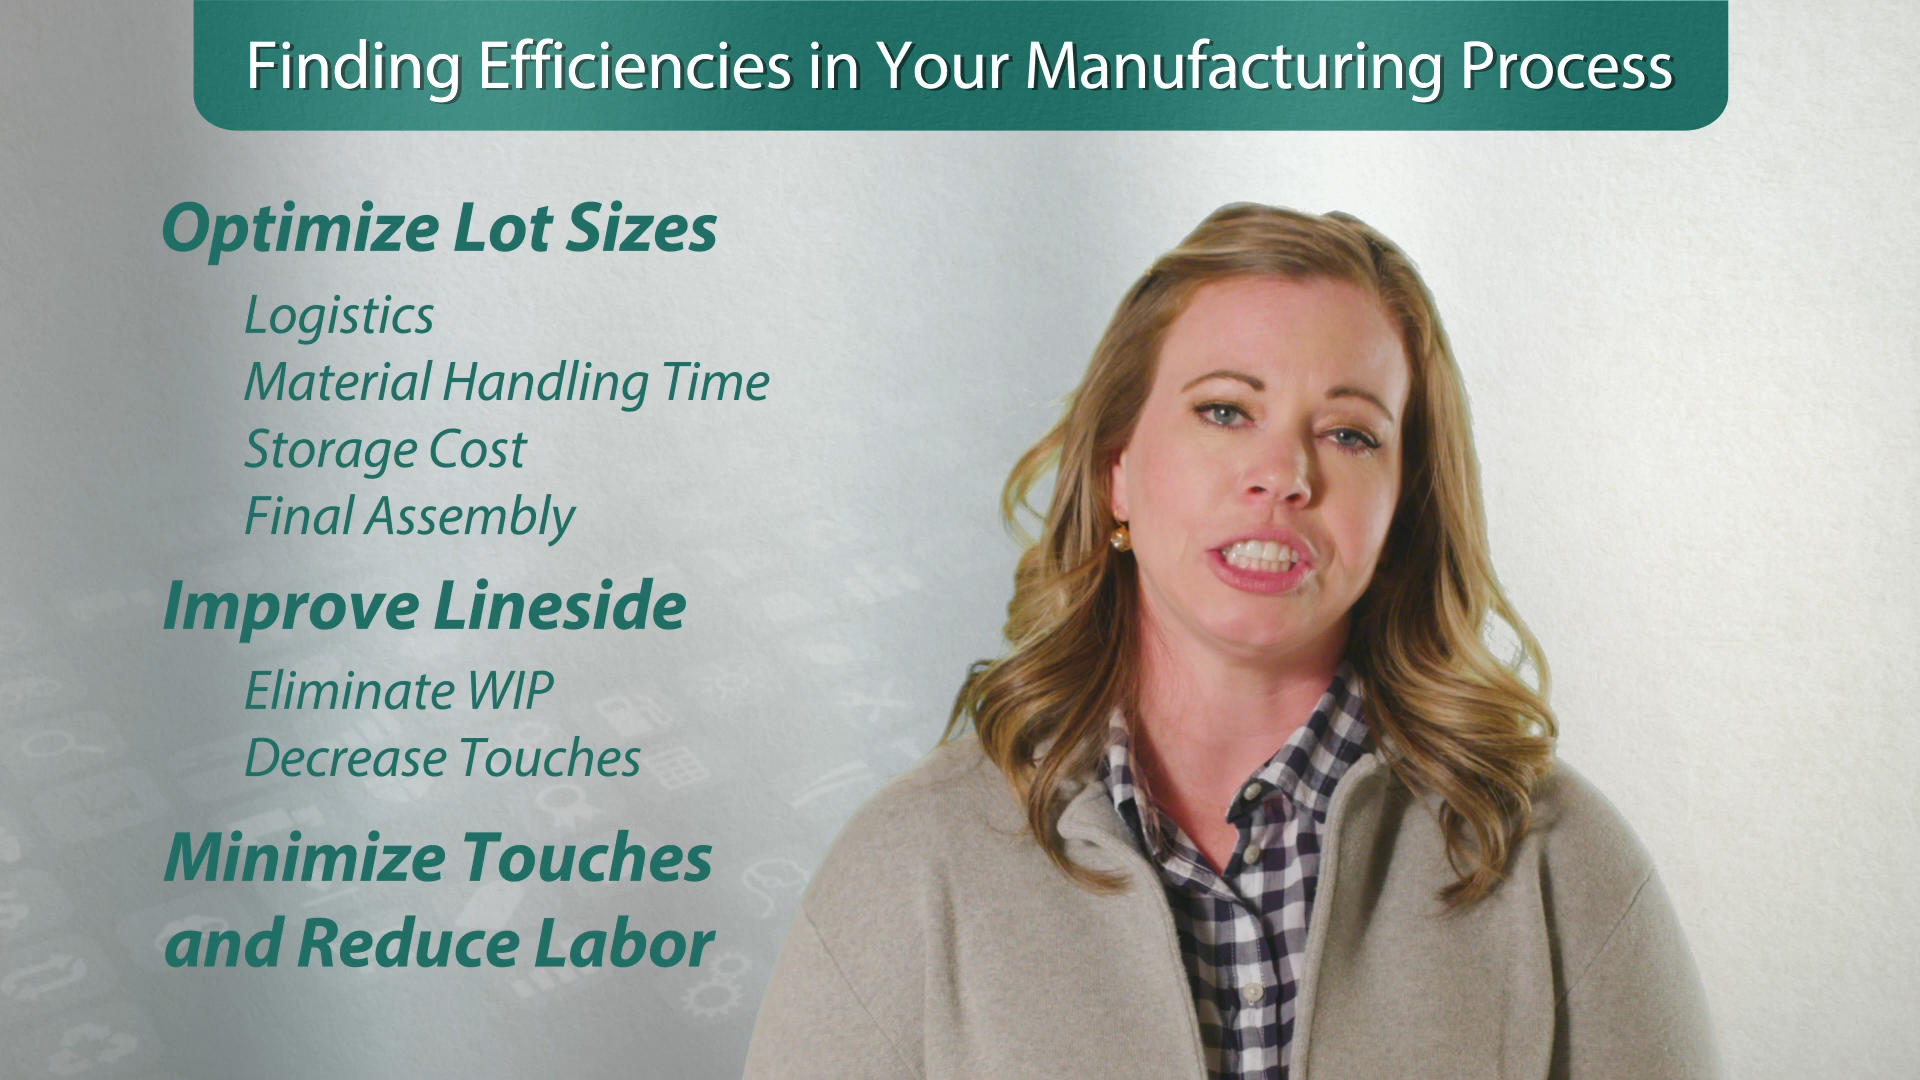 Finding Efficiencies in Your Manufacturing Process
Optimize Lot Sizes
Logistics
Material Handling Time
Storage Cost
Final Assembly
Improve Lineside
Eliminate WIP
Decrease Touches
Minimize Touches
and Reduce Labor